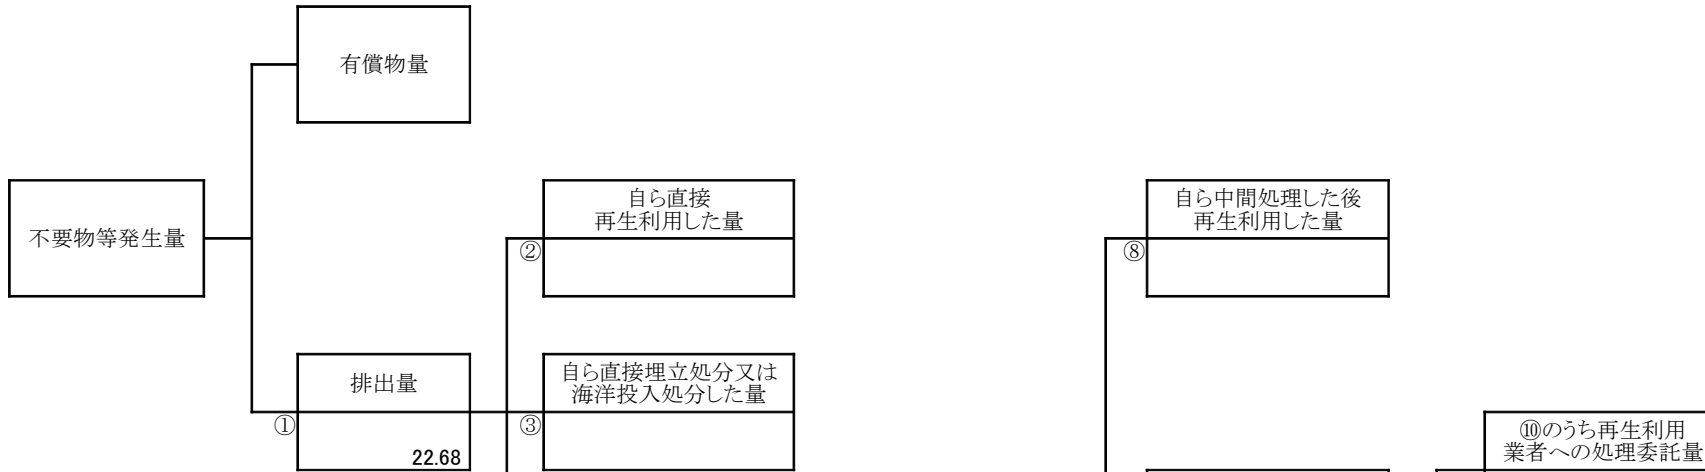 有償物量
不要物等発生量
自ら直接
再生利用した量
②
自ら中間処理した後
再生利用した量
⑧
排出量
①
22.68
自ら直接埋立処分又は
海洋投入処分した量
③
⑩のうち再生利用
業者への処理委託量